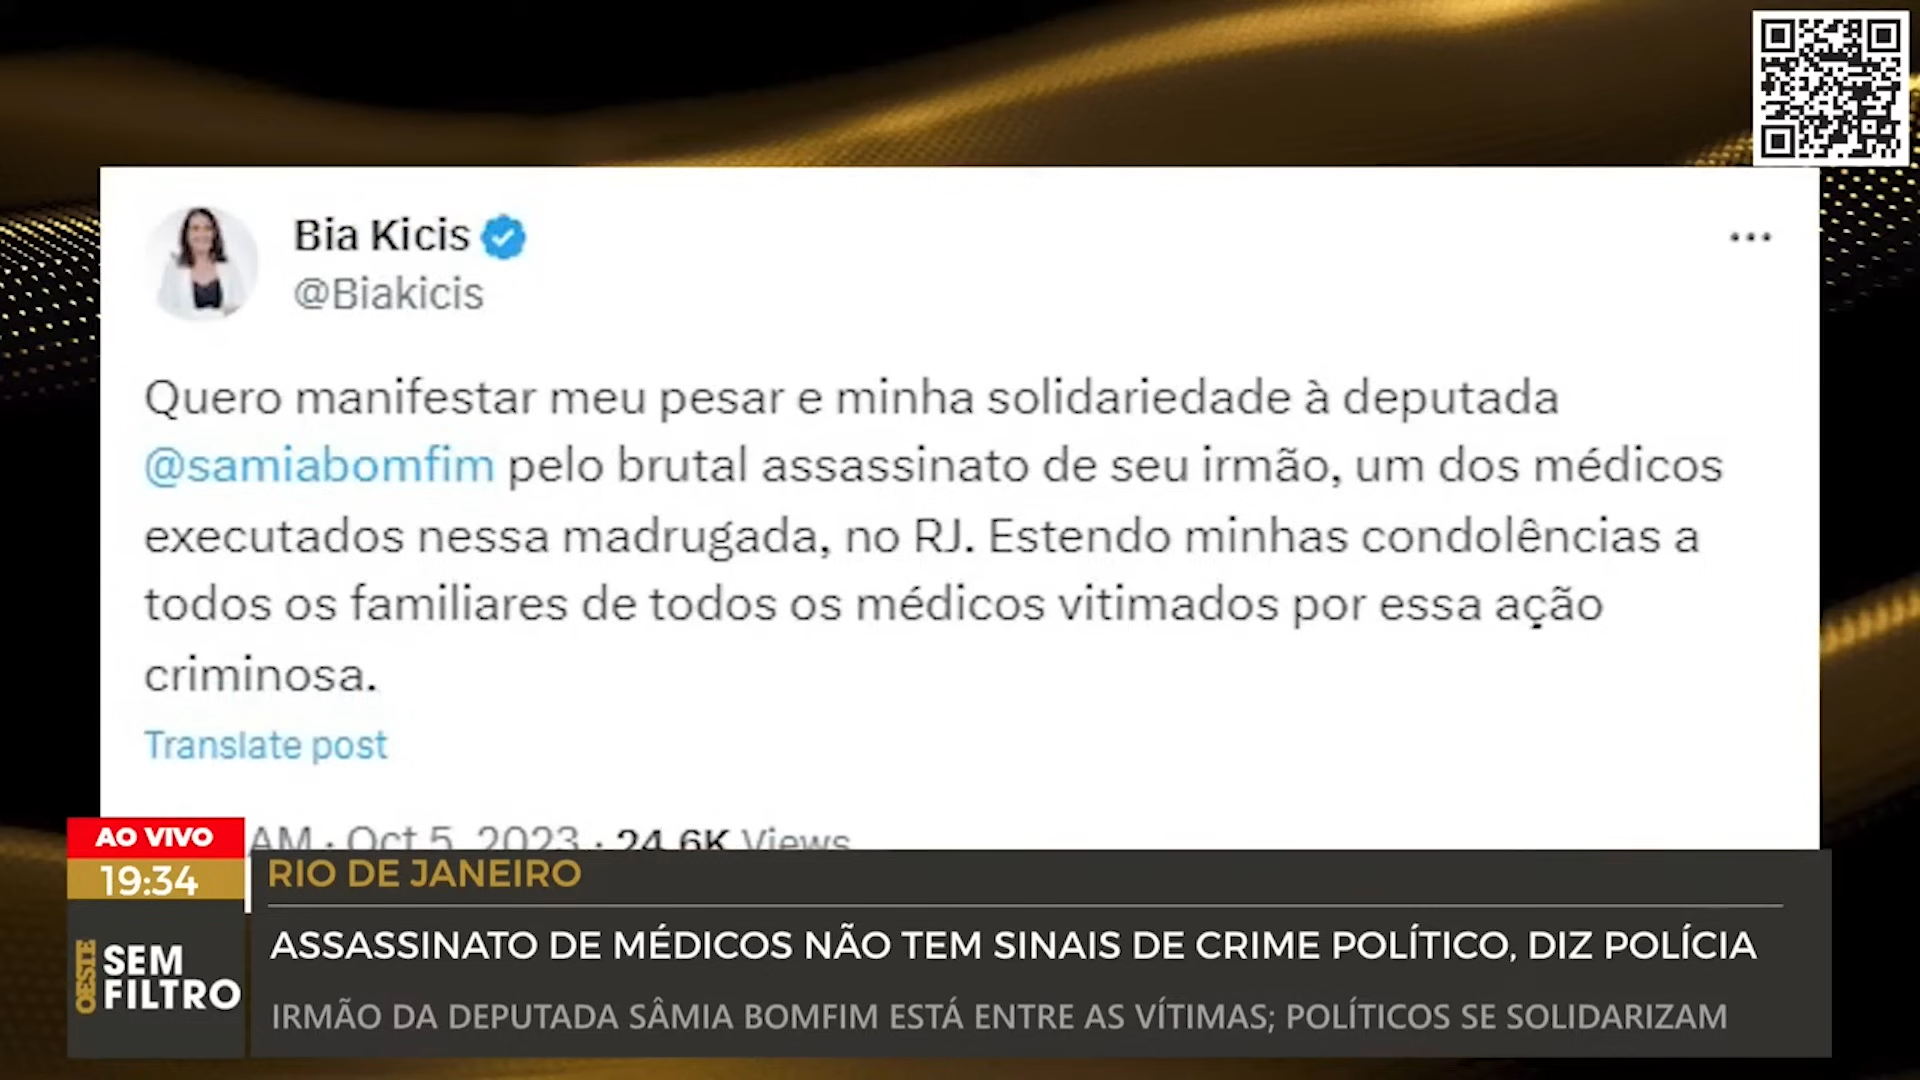 Bia Kicis
@Biakicis
Quero manifestar meu pesar e minha solidariedade à deputada
@samiabomfim pelo brutal assassinato de seu irmão, um dos médicos
executados nessa madrugada, no RJ. Estendo minhas condolências a
todos os familiares de todos os médicos vitimados por essa ação
criminosa.
Translate post
AM · Oct 5, 2023 · 24.6K Views
AO VIVO
19:34
RIO DE JANEIRO
ASSASSINATO DE MÉDICOS NÃO TEM SINAIS DE CRIME POLÍTICO, DIZ POLÍCIA
IRMÃO DA DEPUTADA SÂMIA BOMFIM ESTÁ ENTRE AS VÍTIMAS; POLÍTICOS SE SOLIDARIZAM
OESTE
SEM
FILTRO